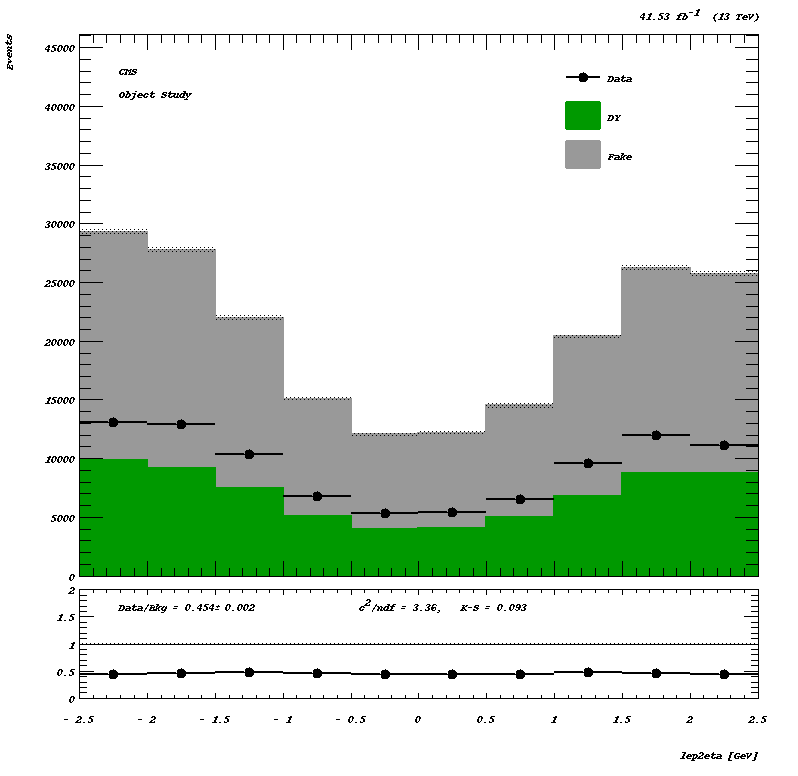 41.53 fb-1 (13 TeV)
Events
45000
CMS
Data
Object Study
40000
DY
35000
Fake
30000
25000
20000
15000
10000
5000
0
2
Data/Bkg = 0.454± 0.002 c2/ndf = 3.36, K-S = 0.093
1.5
1
0.5
0
- 2.5 - 2 - 1.5 - 1 - 0.5 0 0.5 1 1.5 2 2.5
lep2eta [GeV]